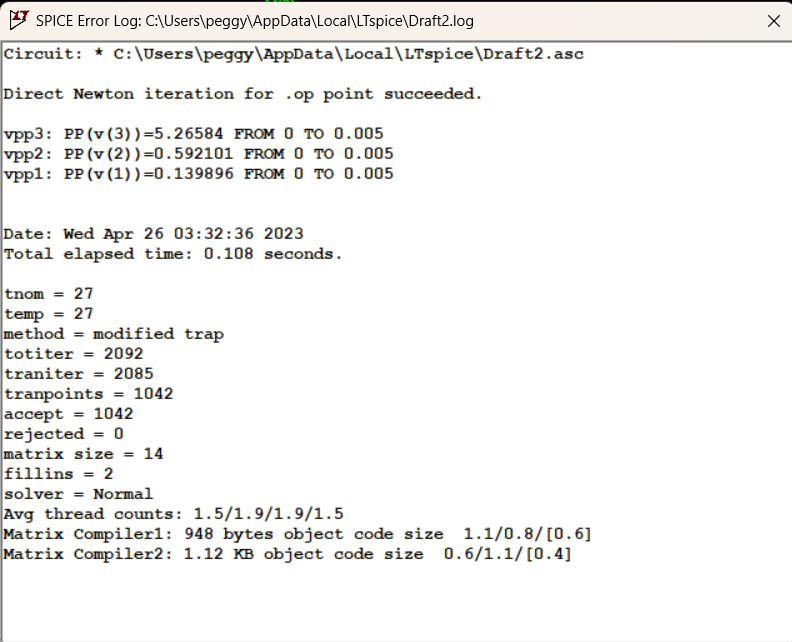 SPICE Error Log: C:\Users\peggy\AppData\Local\LTspice\Draft2.log
Circuit: * C:\Users\peggy\AppData\Local\LTspice\Draft2.asc
Direct Newton iteration for .op point succeeded.
vpp3: PP(v(3))=5.26584 FROM 0 TO 0.005
vpp2: PP(v(2))=0.592101 FROM 0 TO 0.005
vpp1: PP(v(1))=0.139896 FROM 0 TO 0.005
Date: Wed Apr 26 03:32:36 2023
Total elapsed time: 0.108 seconds.
tnom = 27
temp = 27
method = modified trap
totiter = 2092
traniter = 2085
tranpoints = 1042
accept = 1042
rejected = 0
matrix size = 14
fillins = 2
solver = Normal
Avg thread counts: 1.5/1.9/1.9/1.5
Matrix Compiler1: 948 bytes object code size  1.1/0.8/[0.6]
Matrix Compiler2: 1.12 KB object code size  0.6/1.1/[0.4]